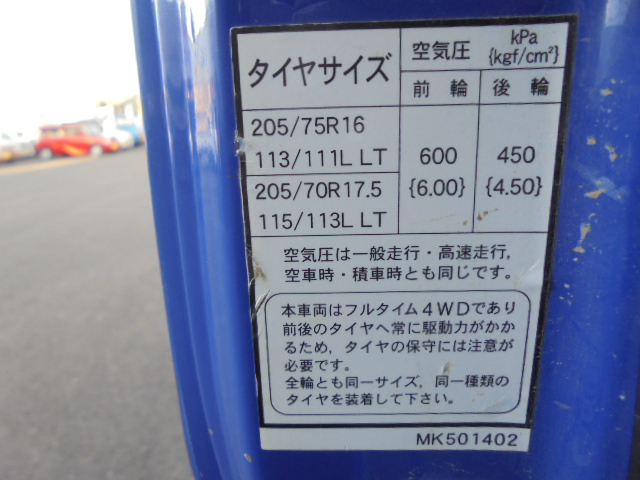 タイヤサイズ 空気圧 kPa {kgf/cm²}
前輪 後輪
205/75R16
113/111L LT 600 450
205/70R17.5 {6.00} {4.50}
115/113L LT
空気圧は一般走行・高速走行,
空車時・積車時とも同じです。
本車両はフルタイム4WDであり
前後のタイヤへ常に駆動力がかか
るため,タイヤの保守には注意が
必要です。
全輪とも同一サイズ,同一種類の
タイヤを装着して下さい。
MK501402